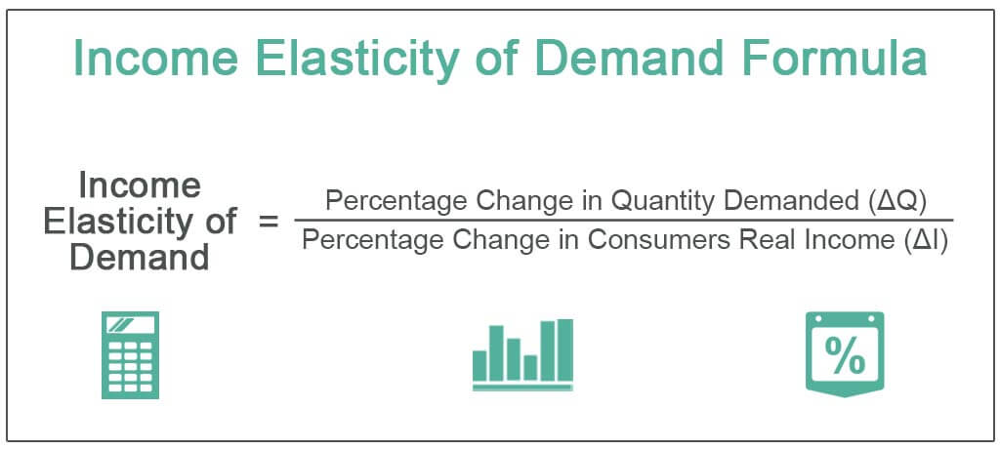 Income Elasticity of Demand Formula
Income
Elasticity of
Demand
=
Percentage Change in Quantity Demanded (ΔQ)
Percentage Change in Consumers Real Income (ΔI)
%